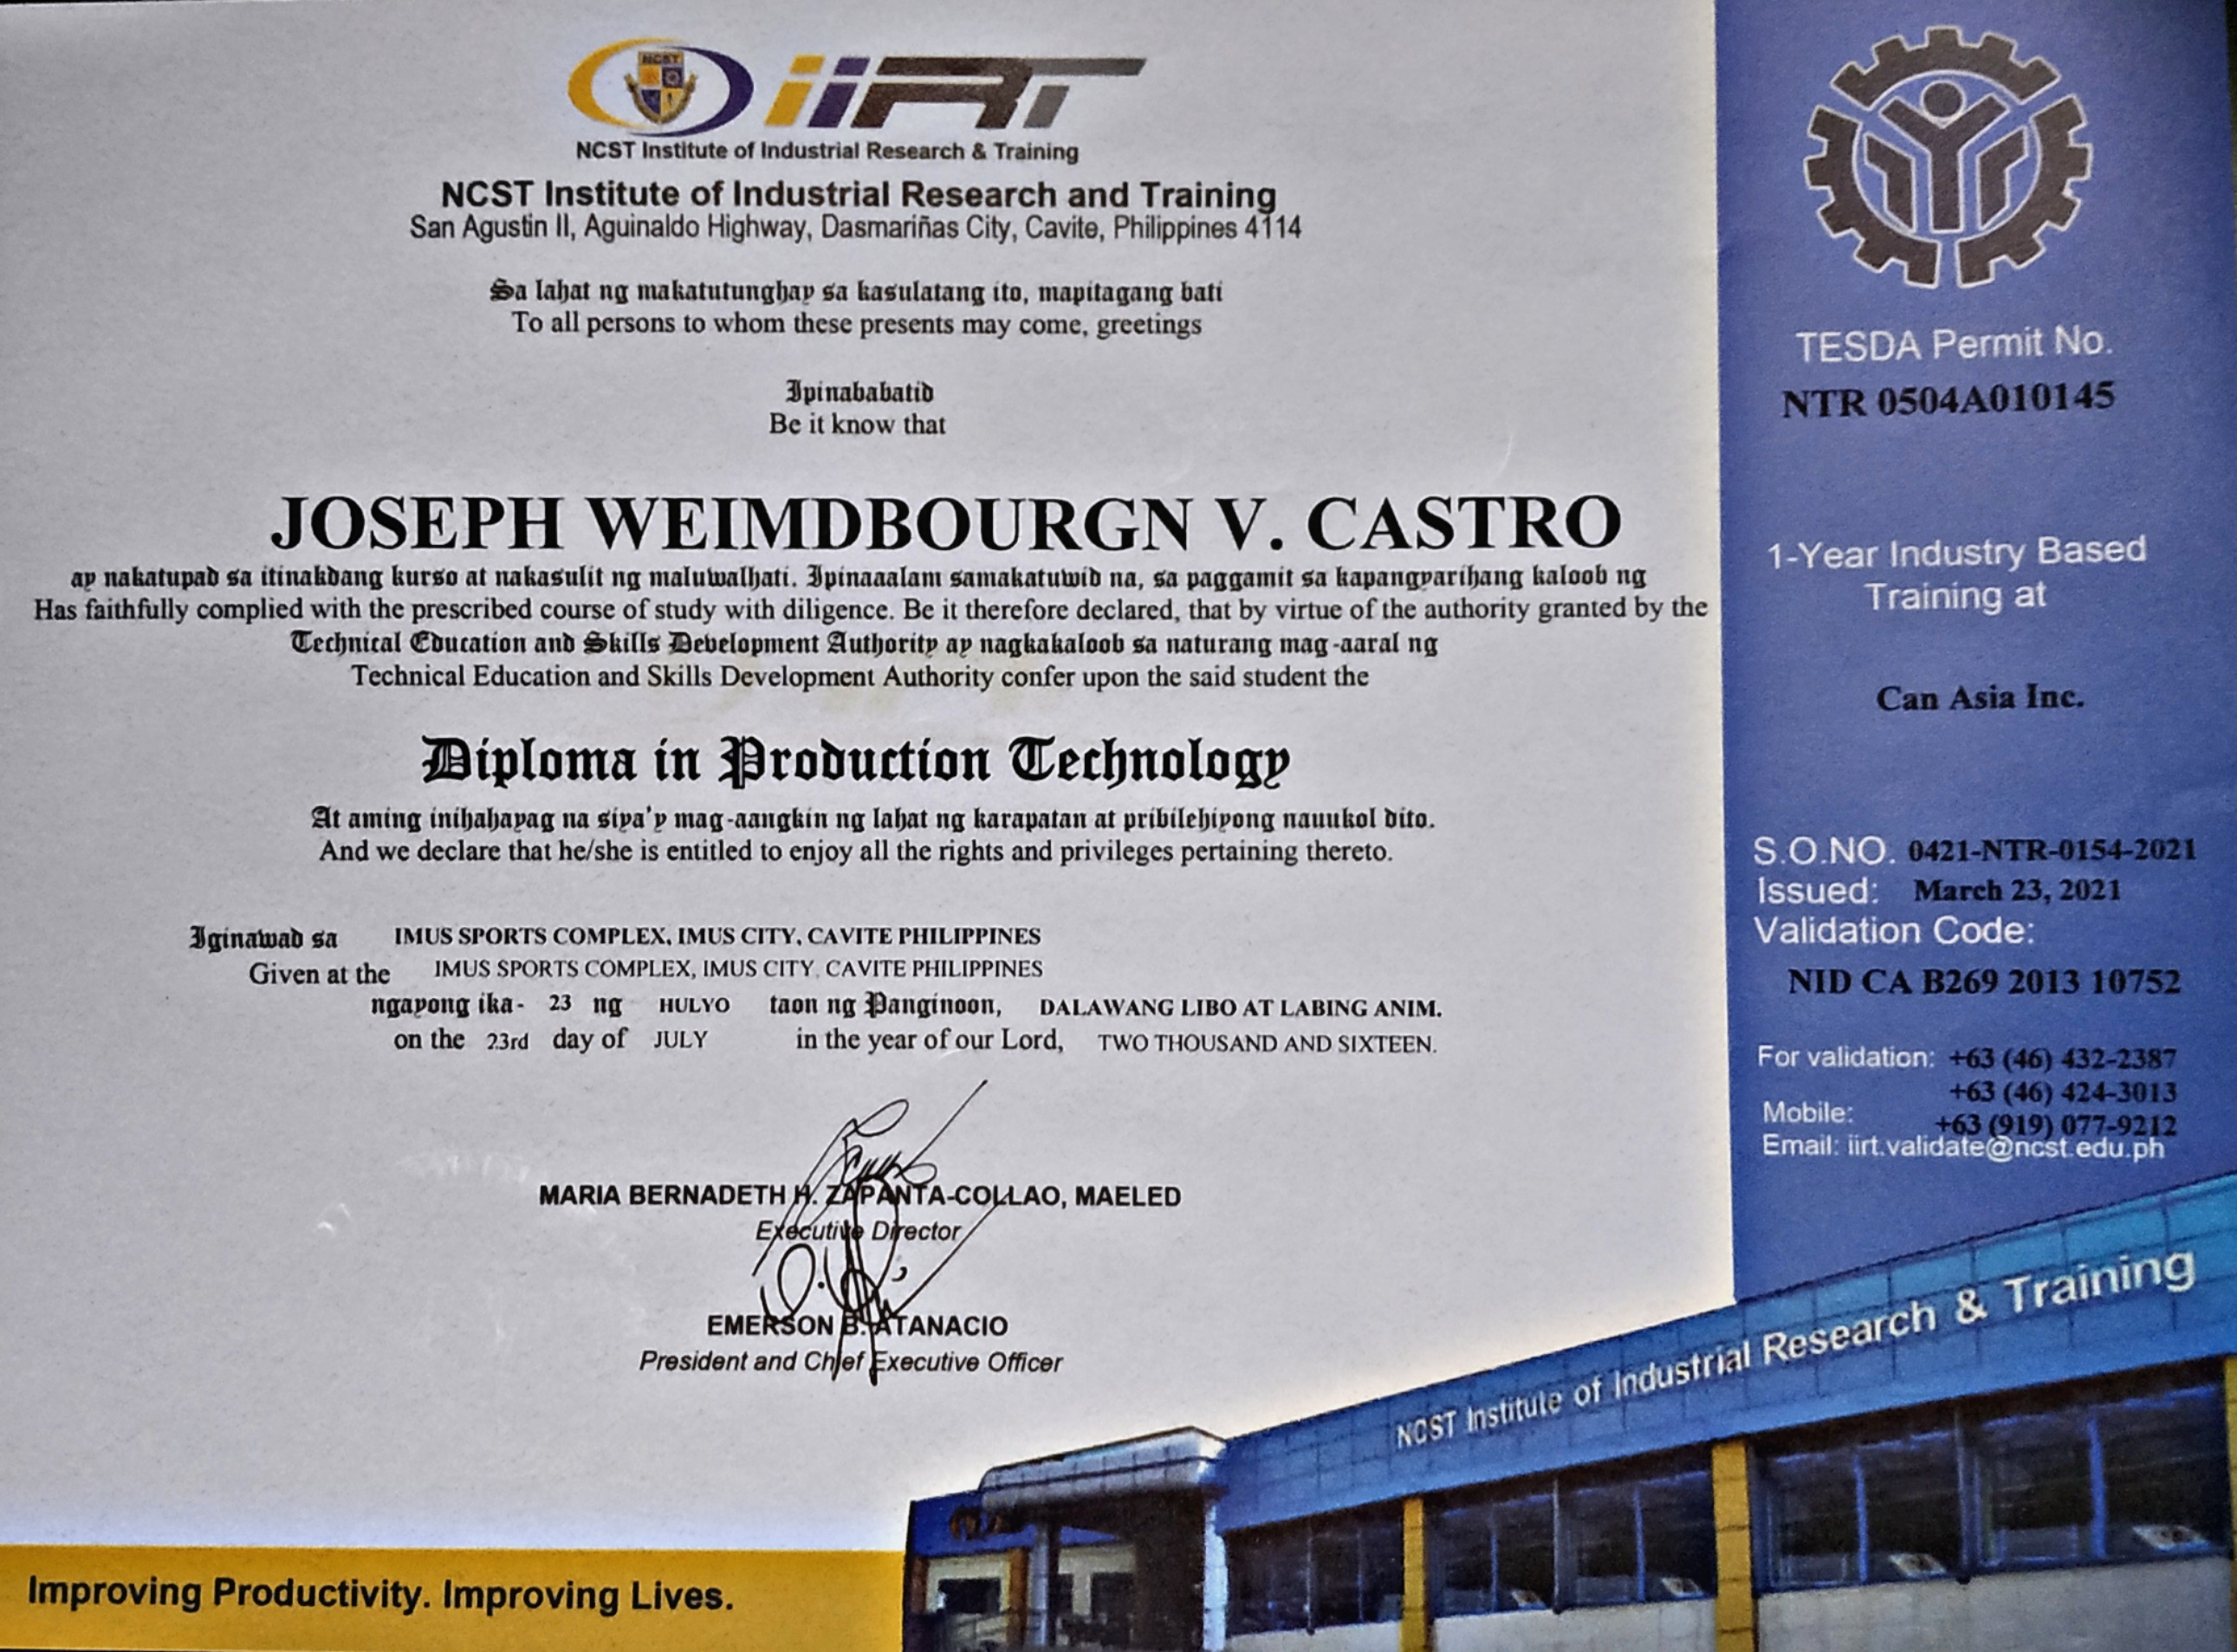 NCST
iiRT
NCST Institute of Industrial Research & Training
NCST Institute of Industrial Research and Training
San Agustin II, Aguinaldo Highway, Dasmariñas City, Cavite, Philippines 4114
Sa lahat ng makatutunghay sa kasulatang ito, mapitagang bati
To all persons to whom these presents may come, greetings
Ipinababatid
Be it know that
JOSEPH WEIMDBOURGN V. CASTRO
ay nakatupad sa itinakdang kurso at nakasulit ng maluwalhati. Ipinaaalam samakatuwid na, sa paggamit sa kapangyarihang kaloob ng
Has faithfully complied with the prescribed course of study with diligence. Be it therefore declared, that by virtue of the authority granted by the
Technical Education and Skills Development Authority ay nagkakaloob sa naturang mag-aaral ng
Technical Education and Skills Development Authority confer upon the said student the
Diploma in Production Technology
At aming inihahayag na siya'y mag-aangkin ng lahat ng karapatan at pribilehiyong nauukol dito.
And we declare that he/she is entitled to enjoy all the rights and privileges pertaining thereto.
Iginawad sa IMUS SPORTS COMPLEX, IMUS CITY, CAVITE PHILIPPINES
Given at the IMUS SPORTS COMPLEX, IMUS CITY, CAVITE PHILIPPINES
ngayong ika- 23 ng HULYO taon ng Panginoon, DALAWANG LIBO AT LABING ANIM.
on the 23rd day of JULY in the year of our Lord, TWO THOUSAND AND SIXTEEN.
MARIA BERNADETH H. ZAPANTA-COLLAO, MAELED
Executive Director
EMERSON B. ATANACIO
President and Chief Executive Officer
Improving Productivity. Improving Lives.
TESDA Permit No.
NTR 0504A010145
1-Year Industry Based
Training at
Can Asia Inc.
S.O.NO. 0421-NTR-0154-2021
Issued: March 23, 2021
Validation Code:
NID CA B269 2013 10752
For validation: +63 (46) 432-2387
+63 (46) 424-3013
Mobile: +63 (919) 077-9212
Email: iirt.validate@ncst.edu.ph
NCST Institute of Industrial Research & Training